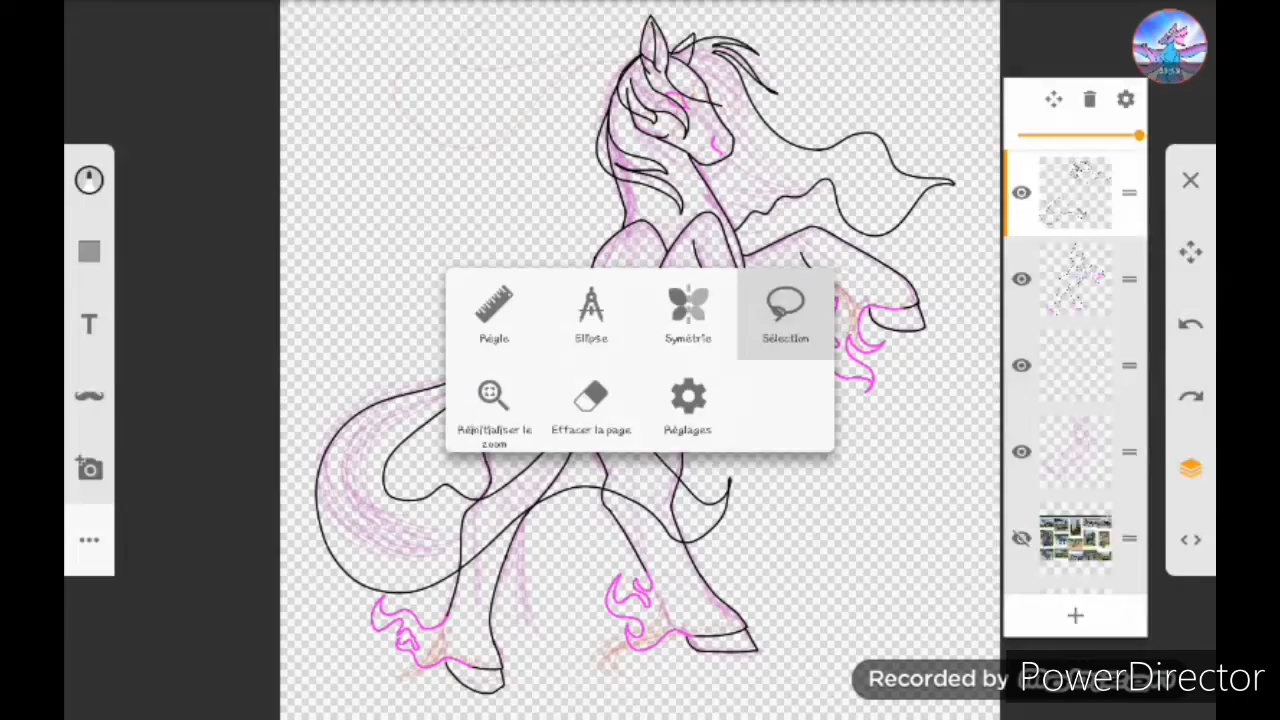 Règle
Ellipse
Symétrie
Sélection
Réinitialiser le
zoom
Effacer la page
Réglages
T
Recorded by
PowerDirector